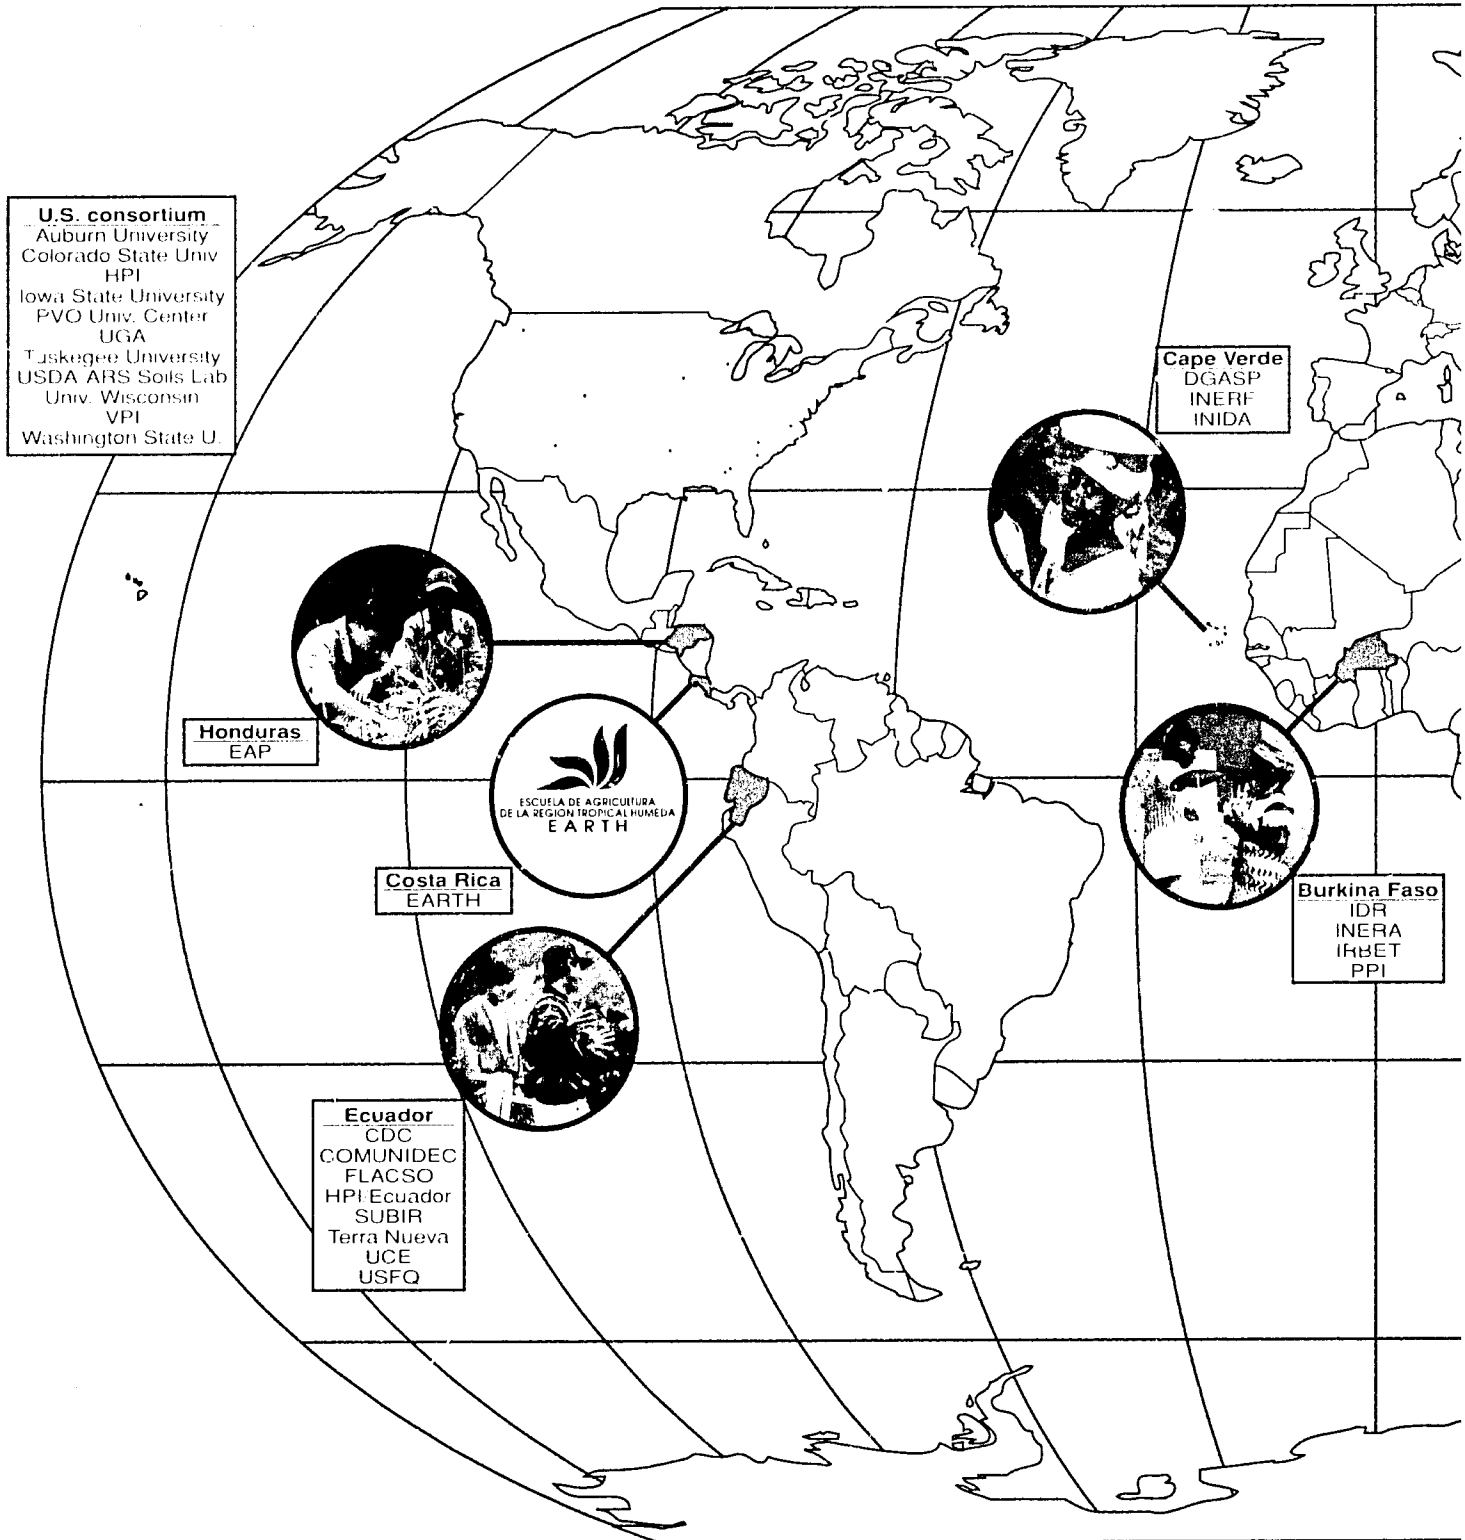 U.S. consortium
Auburn University
Colorado State Univ
HPI
Iowa State University
PVO Univ. Center
UGA
Tuskegee University
USDA ARS Soils Lab
Univ. Wisconsin
VPI
Washington State U.
Cape Verde
DGASP
INERF
INIDA
Honduras
EAP
ESCUELA DE AGRICULTURA
DE LA REGION TROPICAL HUMEDA
EARTH
Costa Rica
EARTH
Burkina Faso
IDR
INERA
IRBET
PPI
Ecuador
CDC
COMUNIDEC
FLACSO
HPI-Ecuador
SUBIR
Terra Nueva
UCE
USFQ